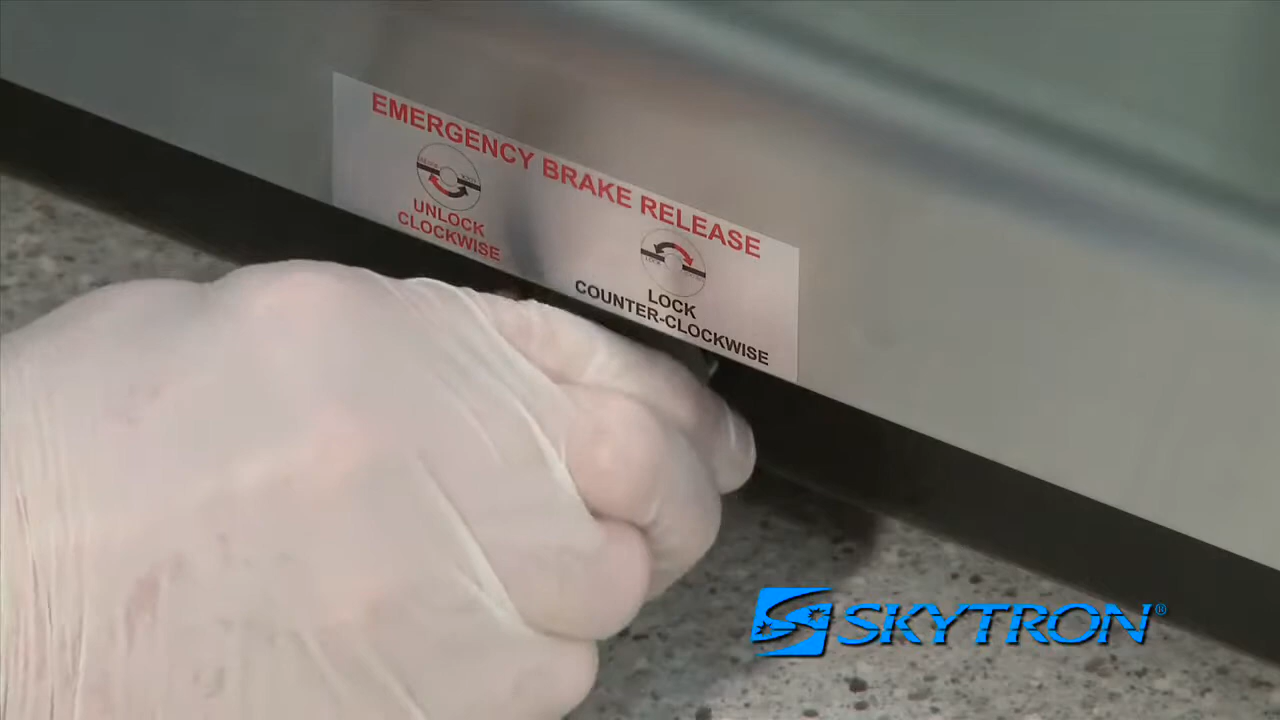 EMERGENCY BRAKE RELEASE
UNLOCK
CLOCKWISE
LOCK
COUNTER-CLOCKWISE
SKYTRON®